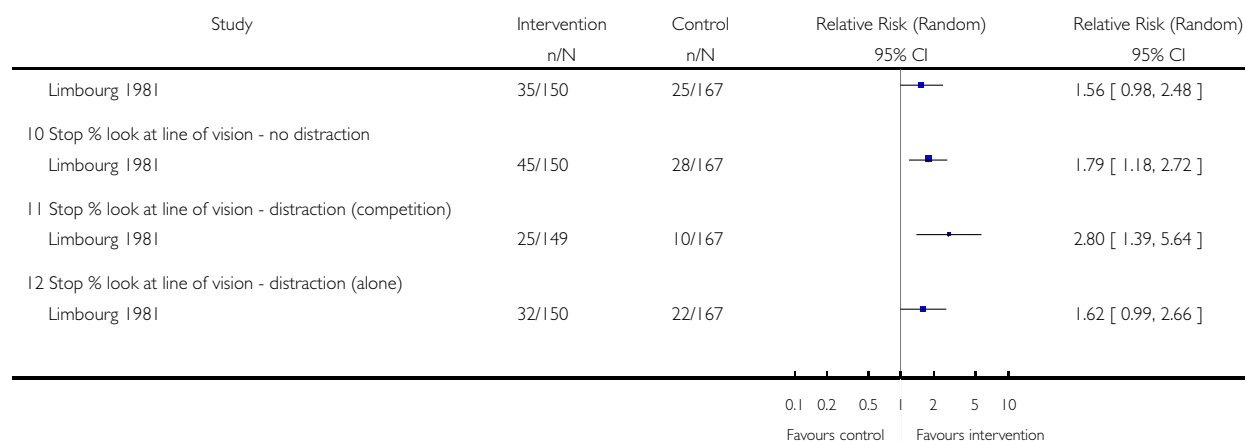 Study Intervention Control Relative Risk (Random) Relative Risk (Random)
n/N n/N 95% CI 95% CI
Limbourg 1981 35/150 25/167 1.56 [ 0.98, 2.48 ]
10 Stop % look at line of vision - no distraction
Limbourg 1981 45/150 28/167 1.79 [ 1.18, 2.72 ]
11 Stop % look at line of vision - distraction (competition)
Limbourg 1981 25/149 10/167 2.80 [ 1.39, 5.64 ]
12 Stop % look at line of vision - distraction (alone)
Limbourg 1981 32/150 22/167 1.62 [ 0.99, 2.66 ]
0.1 0.2 0.5 1 2 5 10
Favours control Favours intervention